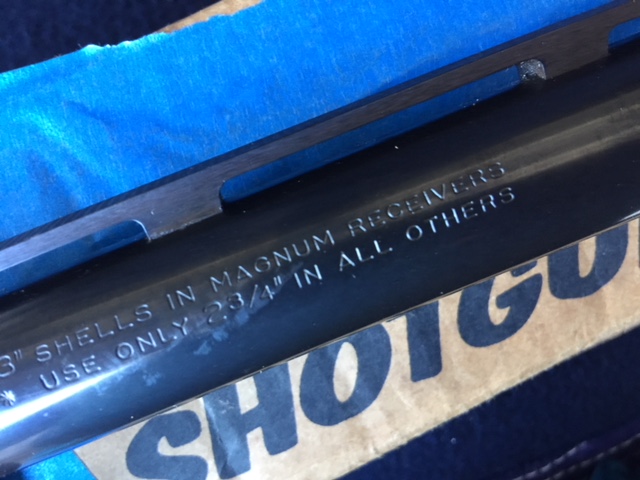 3" SHELLS IN MAGNUM RECEIVERS
* USE ONLY 2 3/4" IN ALL OTHERS
SHOTGU